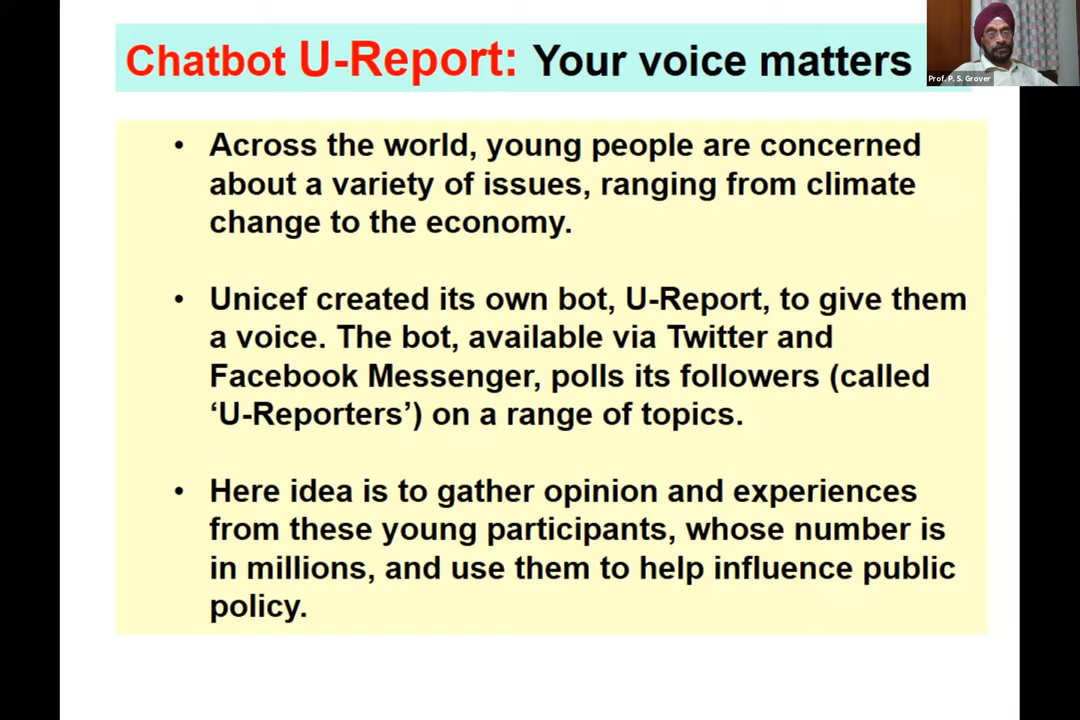 Chatbot U-Report: Your voice matters
Prof. P. S. Grover
• Across the world, young people are concerned
about a variety of issues, ranging from climate
change to the economy.
• Unicef created its own bot, U-Report, to give them
a voice. The bot, available via Twitter and
Facebook Messenger, polls its followers (called
‘U-Reporters’) on a range of topics.
• Here idea is to gather opinion and experiences
from these young participants, whose number is
in millions, and use them to help influence public
policy.